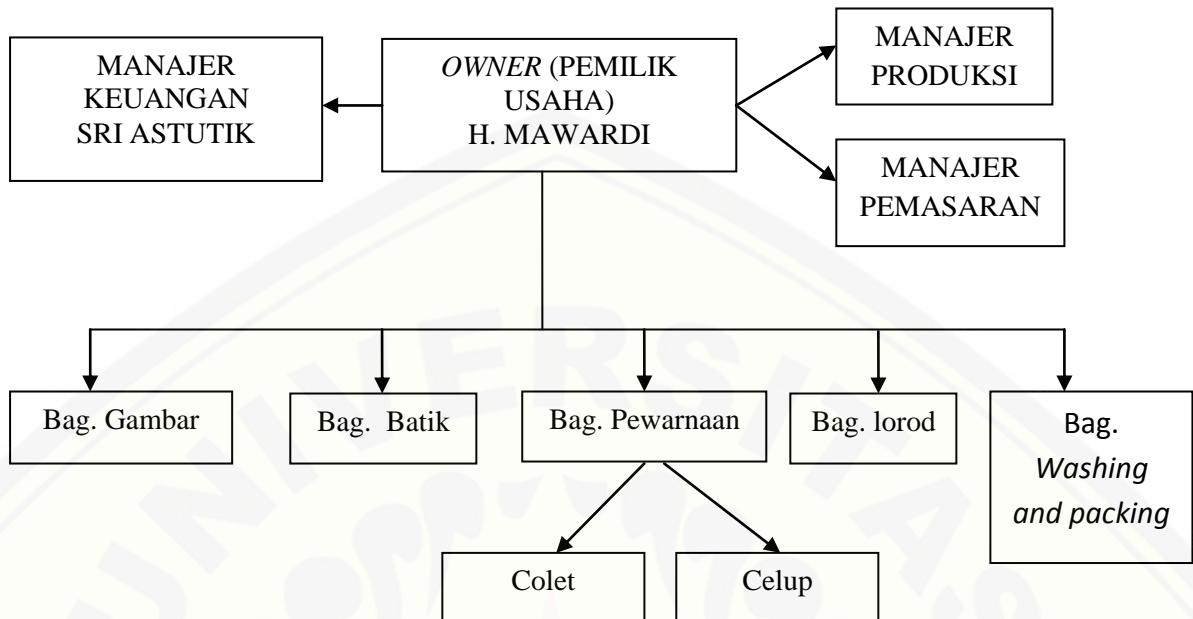 MANAJER
KEUANGAN
SRI ASTUTIK
OWNER (PEMILIK
USAHA)
H. MAWARDI
MANAJER
PRODUKSI
MANAJER
PEMASARAN
Bag. Gambar
Bag. Batik
Bag. Pewarnaan
Bag. lorod
Bag.
Washing
and packing
Colet
Celup
UNIVERSITAS